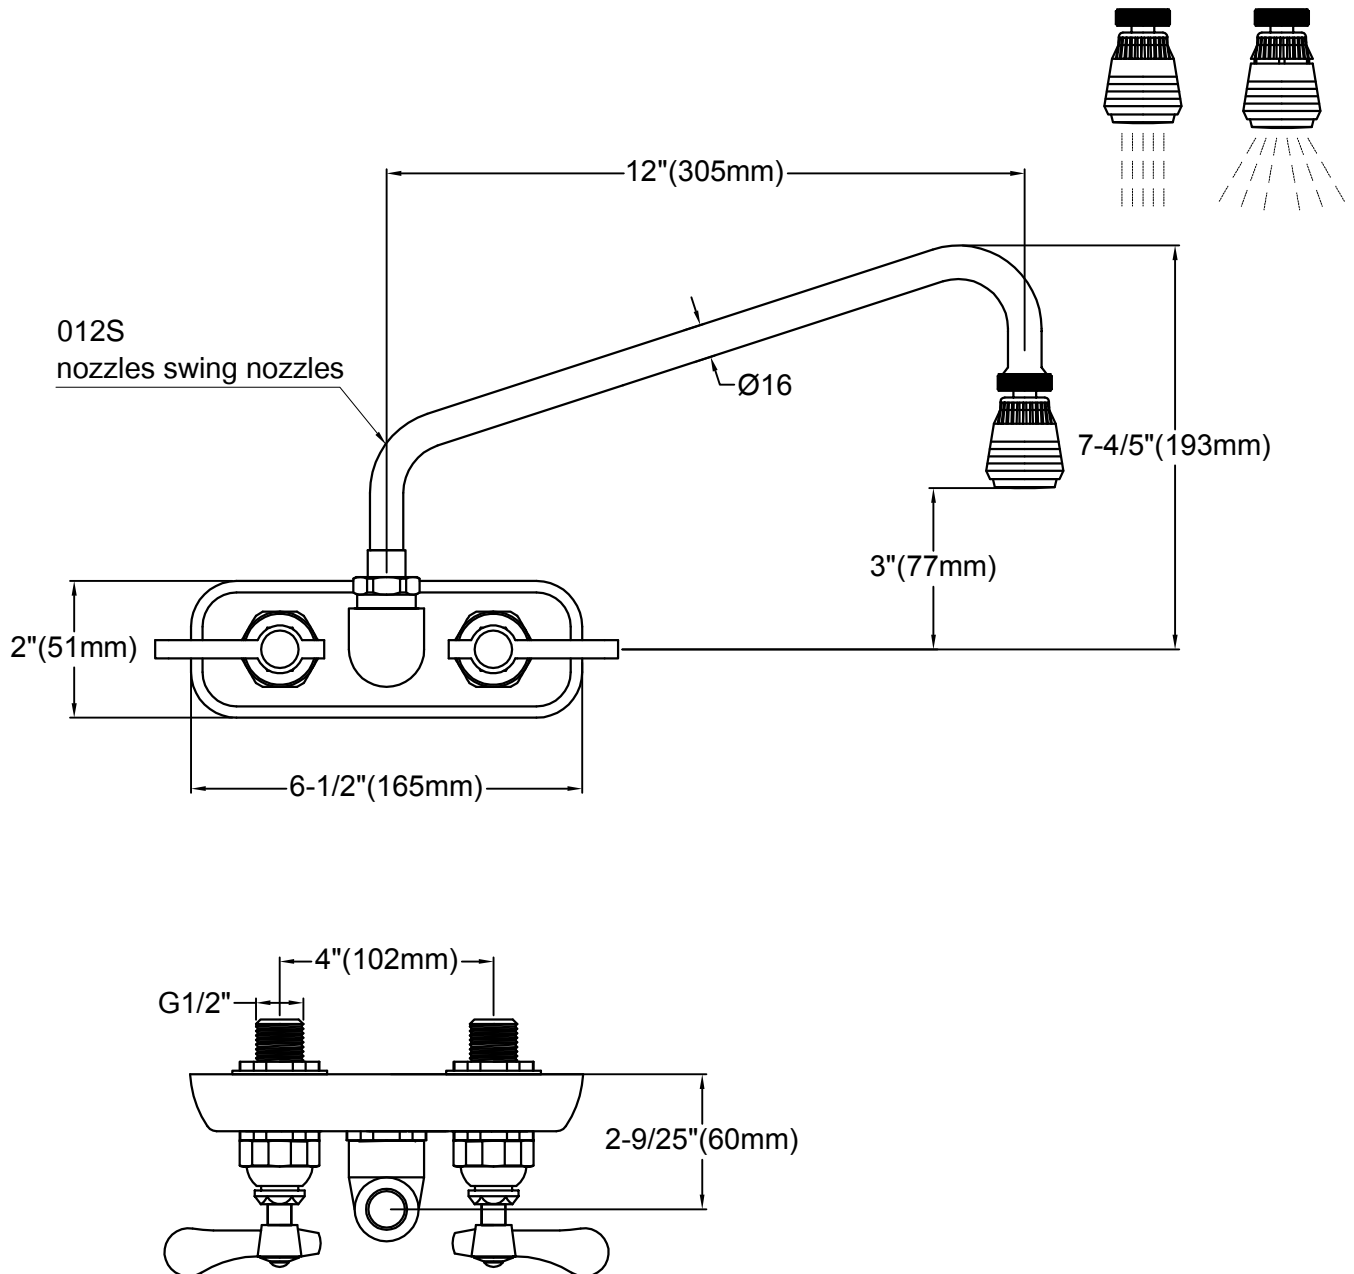 12"(305mm)
012S
nozzles swing nozzles
Ø16
7-4/5"(193mm)
3"(77mm)
2"(51mm)
6-1/2"(165mm)
4"(102mm)
G1/2"
2-9/25"(60mm)